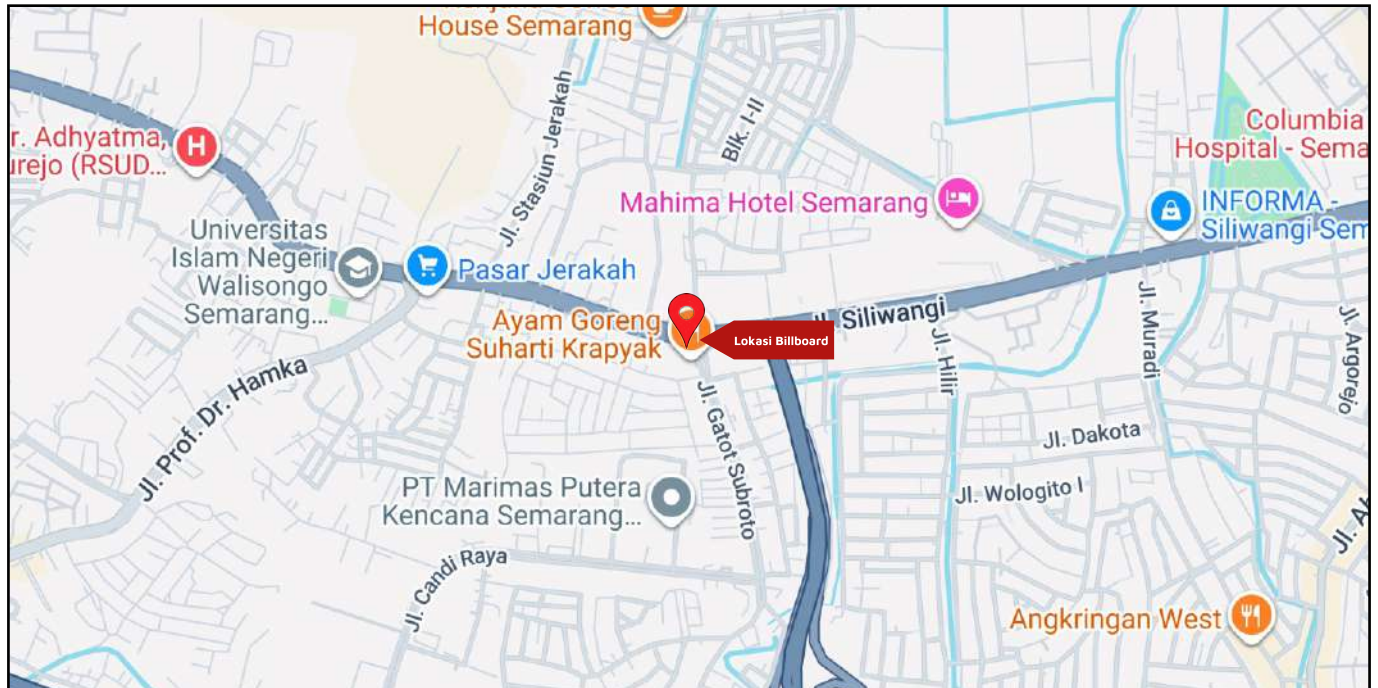 House Semarang
Jl. Stasiun Jerakah
Blk. I-II
r. Adhyatma,
urejo (RSUD...
H
Columbia
Hospital - Sema
Mahima Hotel Semarang
INFORMA -
Siliwangi Sem
Universitas
Islam Negeri
Walisongo
Semarang...
Pasar Jerakah
Ayam Goreng
Suharti Krapyak
Lokasi Billboard
Jl. Siliwangi
Jl. Hilir
Jl. Muradi
Jl. Argorejo
Jl. Prof. Dr. Hamka
Jl. Gatot Subroto
Jl. Dakota
PT Marimas Putera
Kencana Semarang...
Jl. Wologito I
Jl. Candi Raya
Angkringan West